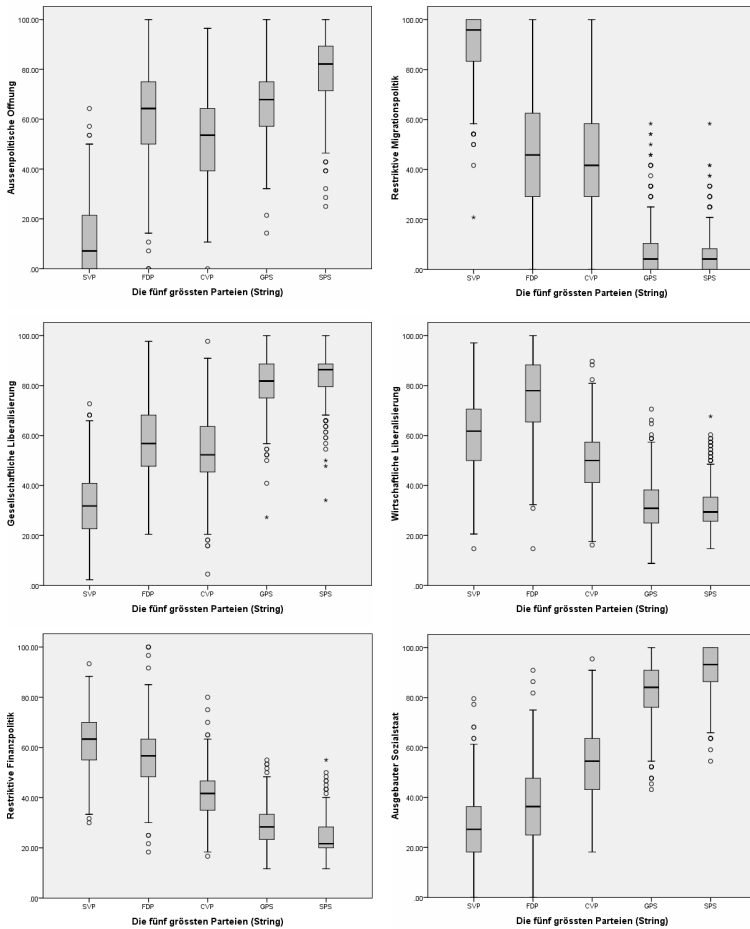 Aussenpolitische Öffnung
100.00
80.00
60.00
40.00
20.00
.00
SVP FDP CVP GPS SPS
Die fünf grössten Parteien (String)
Restriktive Migrationspolitik
100.00
80.00
60.00
40.00
20.00
.00
SVP FDP CVP GPS SPS
Die fünf grössten Parteien (String)
Gesellschaftliche Liberalisierung
100.00
80.00
60.00
40.00
20.00
.00
SVP FDP CVP GPS SPS
Die fünf grössten Parteien (String)
Wirtschaftliche Liberalisierung
100.00
80.00
60.00
40.00
20.00
.00
SVP FDP CVP GPS SPS
Die fünf grössten Parteien (String)
Restriktive Finanzpolitik
100.00
80.00
60.00
40.00
20.00
.00
SVP FDP CVP GPS SPS
Die fünf grössten Parteien (String)
Ausgebauter Sozialstaat
100.00
80.00
60.00
40.00
20.00
.00
SVP FDP CVP GPS SPS
Die fünf grössten Parteien (String)